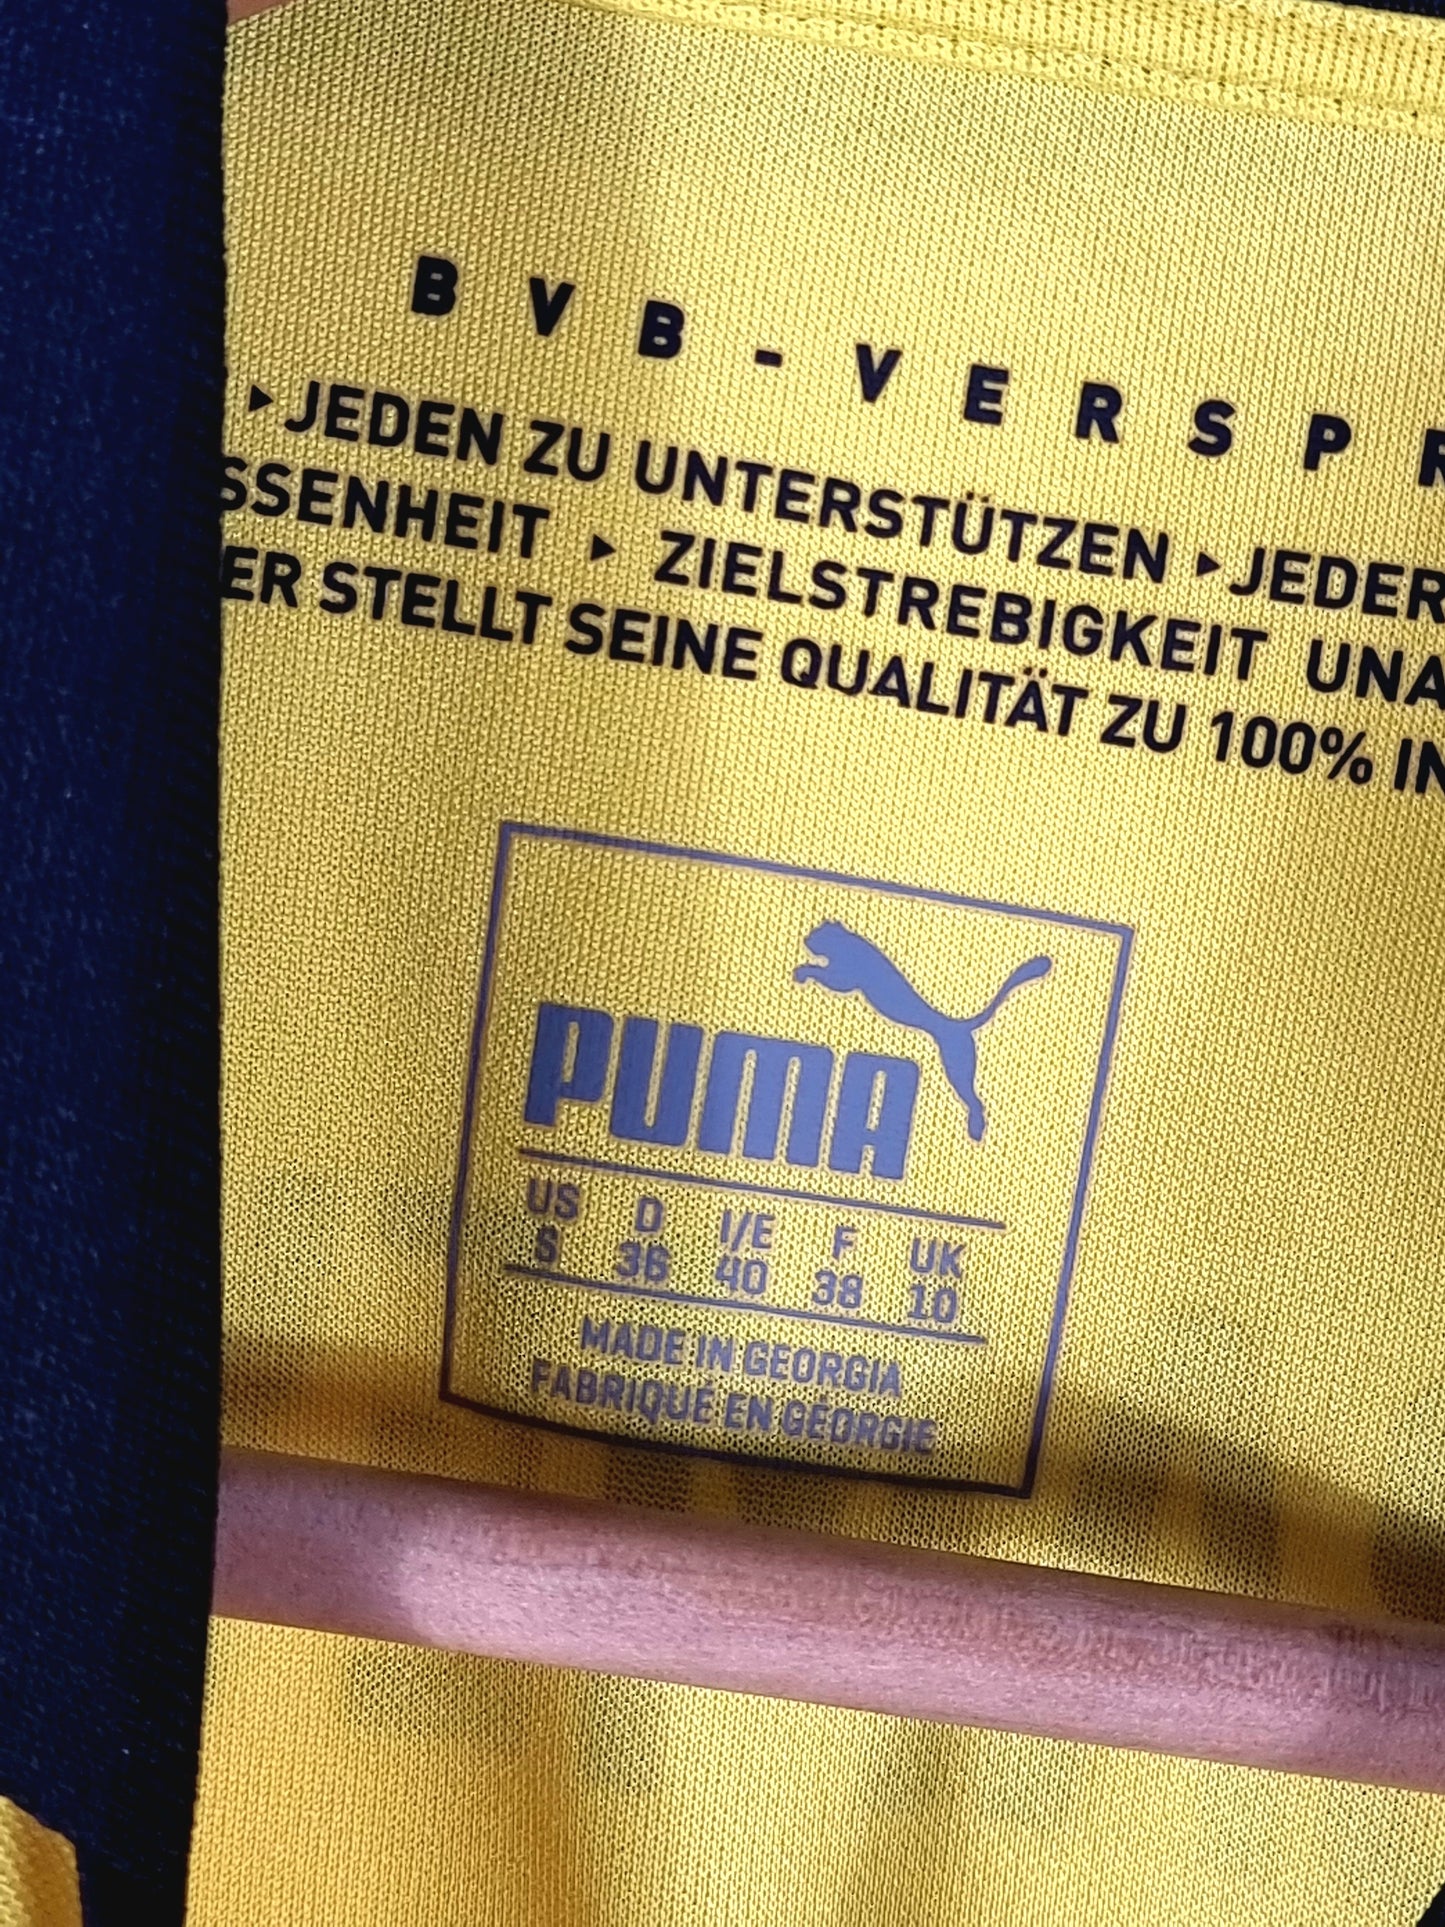 BVB-VERSPR
▸JEDEN ZU UNTERSTÜTZEN ▸JEDER
SSENHEIT ▸ ZIELSTREBIGKEIT UNA
ER STELLT SEINE QUALITÄT ZU 100% IN
PUMA
US D I/E F UK
S 36 40 38 10
MADE IN GEORGIA
FABRIQUÉ EN GÉORGIE